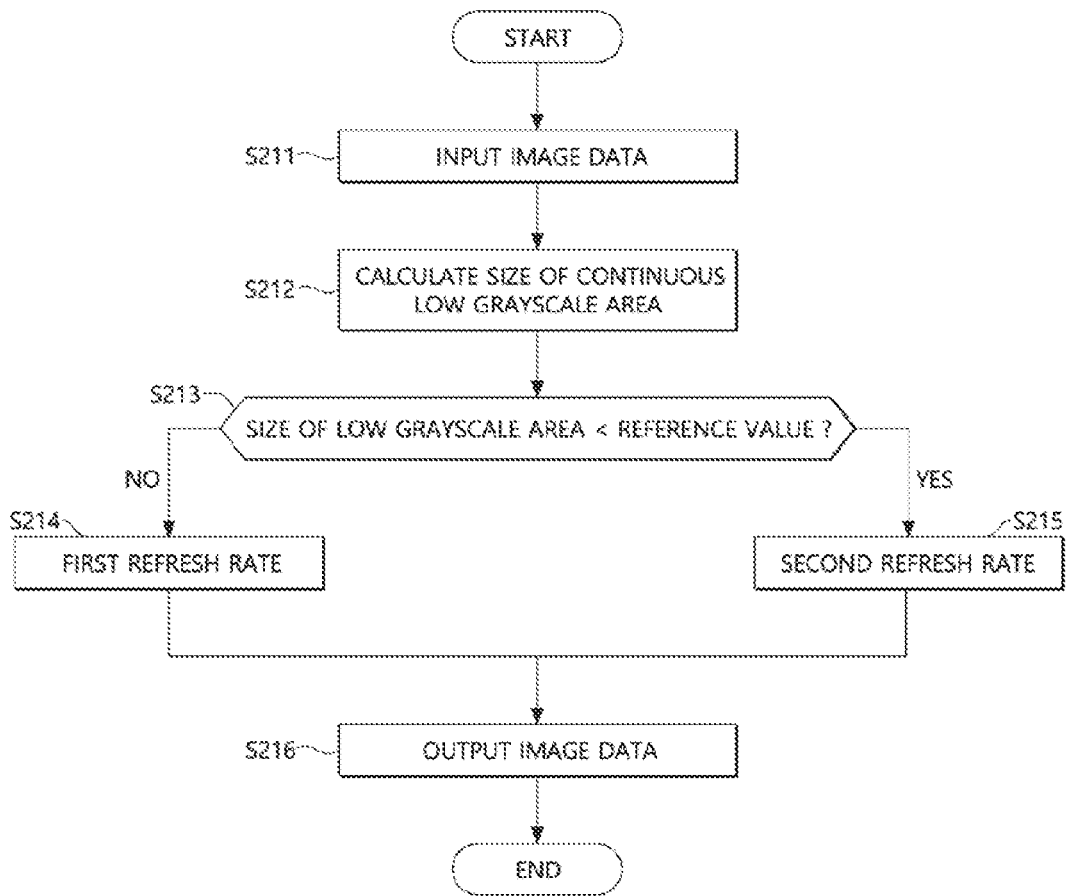 START
S211
INPUT IMAGE DATA
S212
CALCULATE SIZE OF CONTINUOUS
LOW GRAYSCALE AREA
S213
SIZE OF LOW GRAYSCALE AREA < REFERENCE VALUE ?
NO
YES
S214
S215
FIRST REFRESH RATE
SECOND REFRESH RATE
S216
OUTPUT IMAGE DATA
END